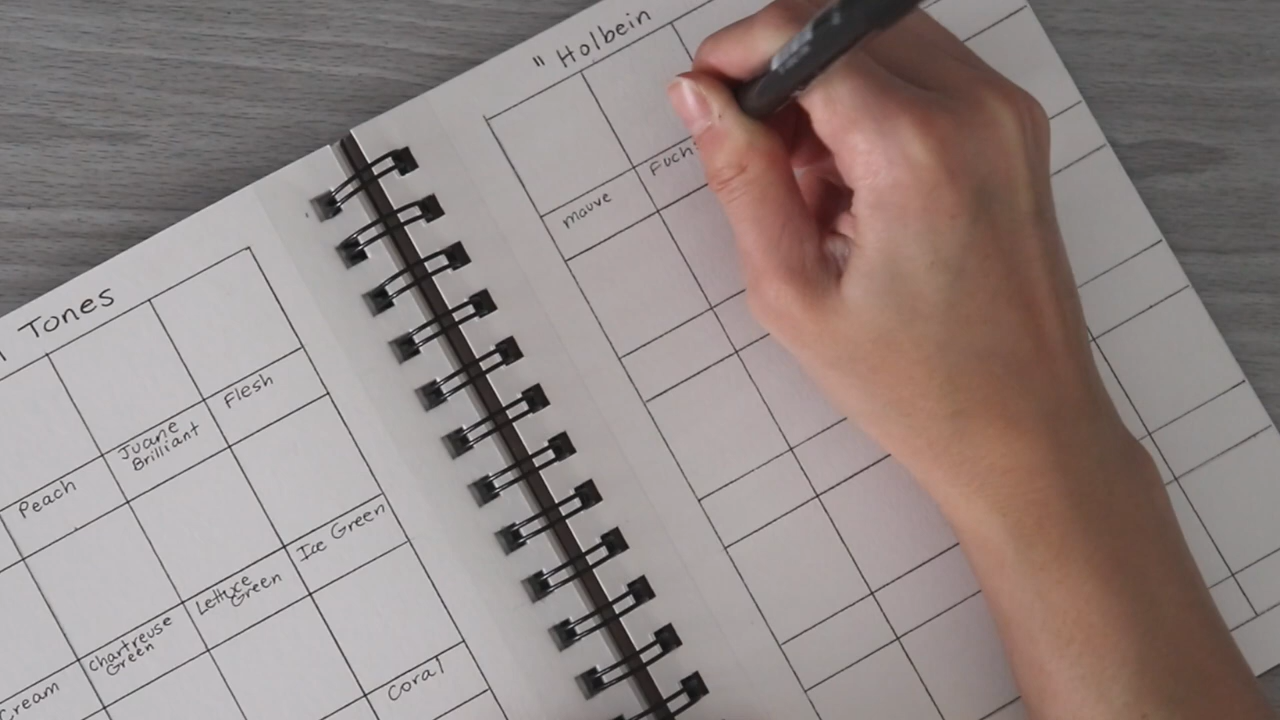 Tones
Flesh
Juane
Brilliant
Peach
Ice Green
Lettuce
Green
Chartreuse
Green
Cream
Coral
"Holbein
mauve